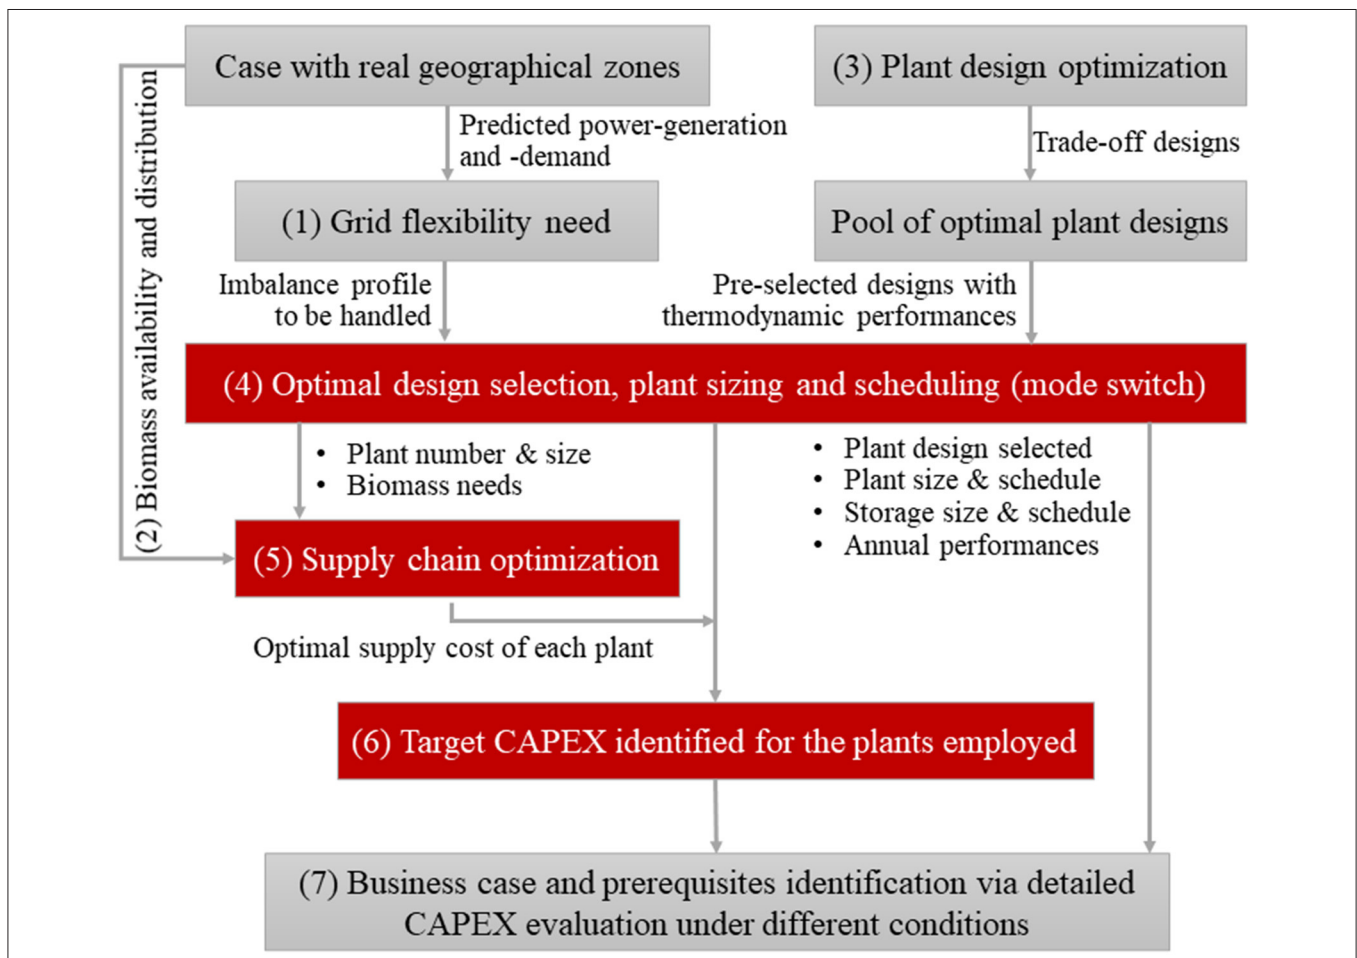 Case with real geographical zones
(3) Plant design optimization
Predicted power-generation
and -demand
Trade-off designs
(2) Biomass availability and distribution
(1) Grid flexibility need
Pool of optimal plant designs
Imbalance profile
to be handled
Pre-selected designs with
thermodynamic performances
(4) Optimal design selection, plant sizing and scheduling (mode switch)
• Plant number & size
• Biomass needs
• Plant design selected
• Plant size & schedule
• Storage size & schedule
• Annual performances
(5) Supply chain optimization
Optimal supply cost of each plant
(6) Target CAPEX identified for the plants employed
(7) Business case and prerequisites identification via detailed
CAPEX evaluation under different conditions